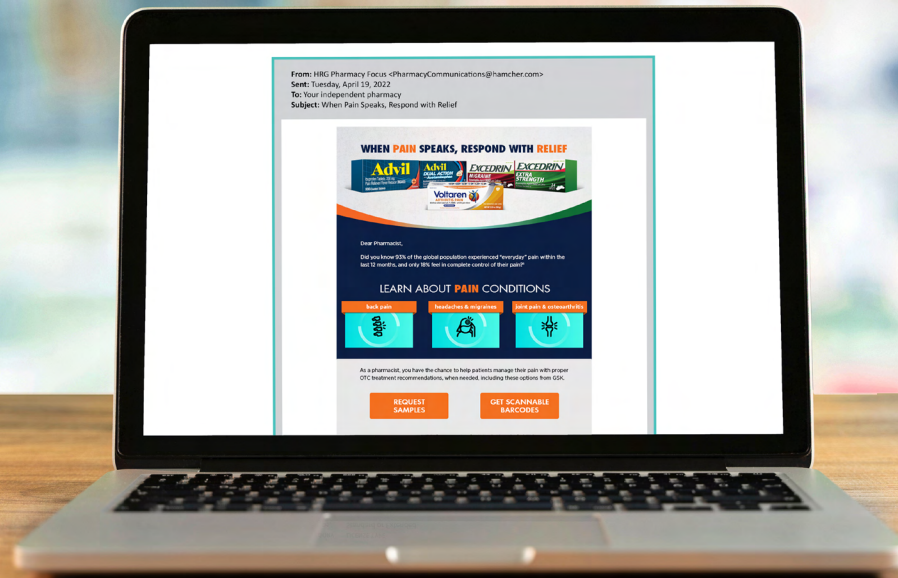 From: HRG Pharmacy Focus <PharmacyCommunications@hamcher.com>
Sent: Tuesday, April 19, 2022
To: Your independent pharmacy
Subject: When Pain Speaks, Respond with Relief
WHEN PAIN SPEAKS, RESPOND WITH RELIEF
Advil
Advil DUAL ACTION
EXCEDRIN MIGRAINE
EXCEDRIN EXTRA STRENGTH
Voltaren
ARTHRITIS PAIN
Dear Pharmacist,
Did you know 93% of the global population experienced "everyday" pain within the
last 12 months, and only 18% feel in complete control of their pain?*
LEARN ABOUT PAIN CONDITIONS
back pain
headaches & migraines
joint pain & osteoarthritis
As a pharmacist, you have the chance to help patients manage their pain with proper
OTC treatment recommendations, when needed, including these options from GSK.
REQUEST
SAMPLES
GET SCANNABLE
BARCODES